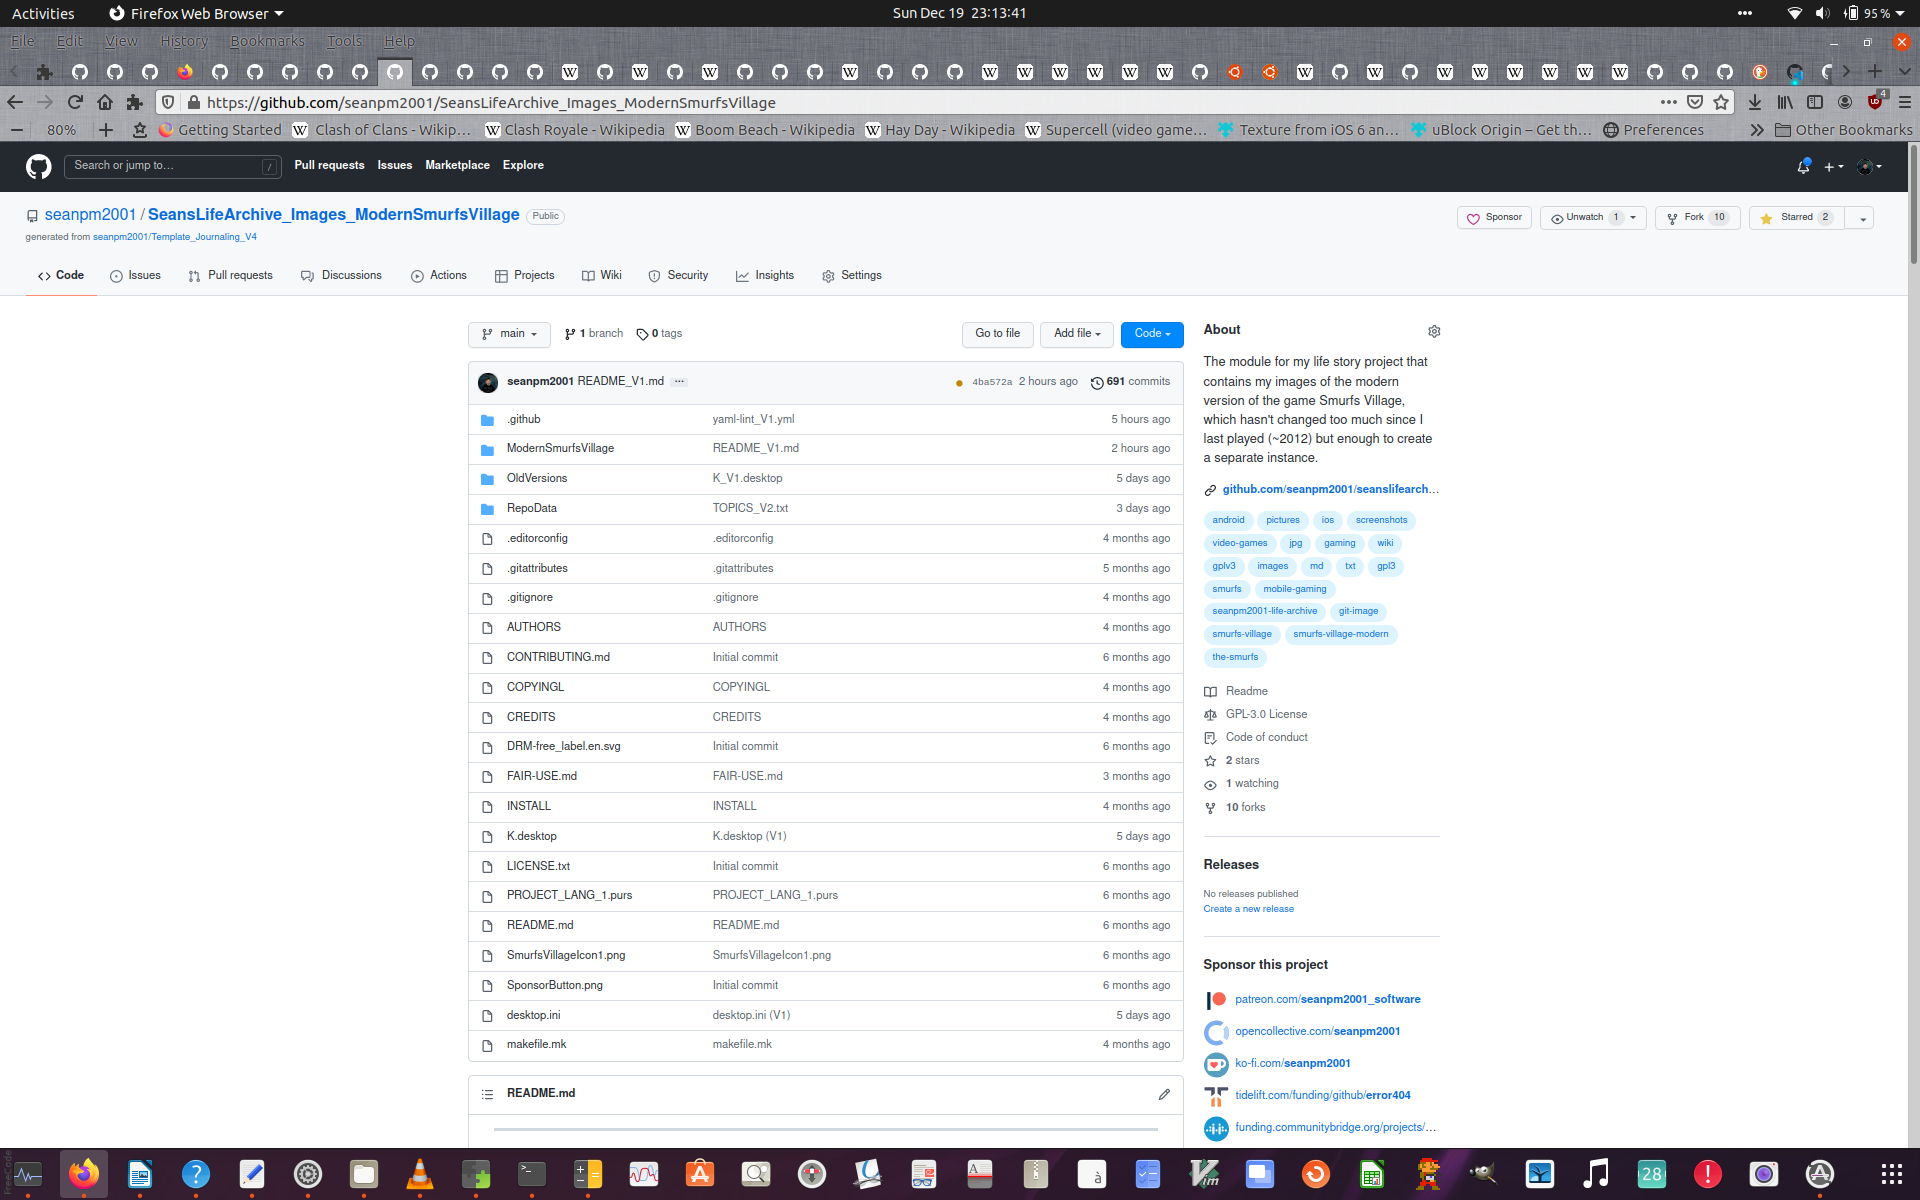 Activities
Firefox Web Browser
Sun Dec 19 23:13:41
95 %
File Edit View History Bookmarks Tools Help
https://github.com/seanpm2001/SeansLifeArchive_Images_ModernSmurfsVillage
4
80%
Getting Started
Clash of Clans - Wikip…
Clash Royale - Wikipedia
Boom Beach - Wikipedia
Hay Day - Wikipedia
Supercell (video game…
Texture from iOS 6 an…
uBlock Origin – Get th…
Preferences
Other Bookmarks
Search or jump to…
/
Pull requests Issues Marketplace Explore
seanpm2001 / SeansLifeArchive_Images_ModernSmurfsVillage Public
generated from seanpm2001/Template_Journaling_V4
Sponsor
Unwatch 1
Fork 10
Starred 2
Code Issues Pull requests Discussions Actions Projects Wiki Security Insights Settings
main
1 branch
0 tags
Go to file
Add file
Code
seanpm2001 README_V1.md ...
4ba572a 2 hours ago 691 commits
.github yaml-lint_V1.yml 5 hours ago
ModernSmurfsVillage README_V1.md 2 hours ago
OldVersions K_V1.desktop 5 days ago
RepoData TOPICS_V2.txt 3 days ago
.editorconfig .editorconfig 4 months ago
.gitattributes .gitattributes 5 months ago
.gitignore .gitignore 4 months ago
AUTHORS AUTHORS 4 months ago
CONTRIBUTING.md Initial commit 6 months ago
COPYINGL COPYINGL 4 months ago
CREDITS CREDITS 4 months ago
DRM-free_label.en.svg Initial commit 6 months ago
FAIR-USE.md FAIR-USE.md 3 months ago
INSTALL INSTALL 4 months ago
K.desktop K.desktop (V1) 5 days ago
LICENSE.txt Initial commit 6 months ago
PROJECT_LANG_1.purs PROJECT_LANG_1.purs 6 months ago
README.md README.md 6 months ago
SmurfsVillageIcon1.png SmurfsVillageIcon1.png 6 months ago
SponsorButton.png Initial commit 6 months ago
desktop.ini desktop.ini (V1) 5 days ago
makefile.mk makefile.mk 4 months ago
README.md
About
The module for my life story project that
contains my images of the modern
version of the game Smurfs Village,
which hasn't changed too much since I
last played (~2012) but enough to create
a separate instance.
github.com/seanpm2001/seanslifearch…
android pictures ios screenshots
video-games jpg gaming wiki
gplv3 images md txt gpl3
smurfs mobile-gaming
seanpm2001-life-archive git-image
smurfs-village smurfs-village-modern
the-smurfs
Readme
GPL-3.0 License
Code of conduct
2 stars
1 watching
10 forks
Releases
No releases published
Create a new release
Sponsor this project
patreon.com/seanpm2001_software
opencollective.com/seanpm2001
ko-fi.com/seanpm2001
tidelift.com/funding/github/error404
funding.communitybridge.org/projects/…
28